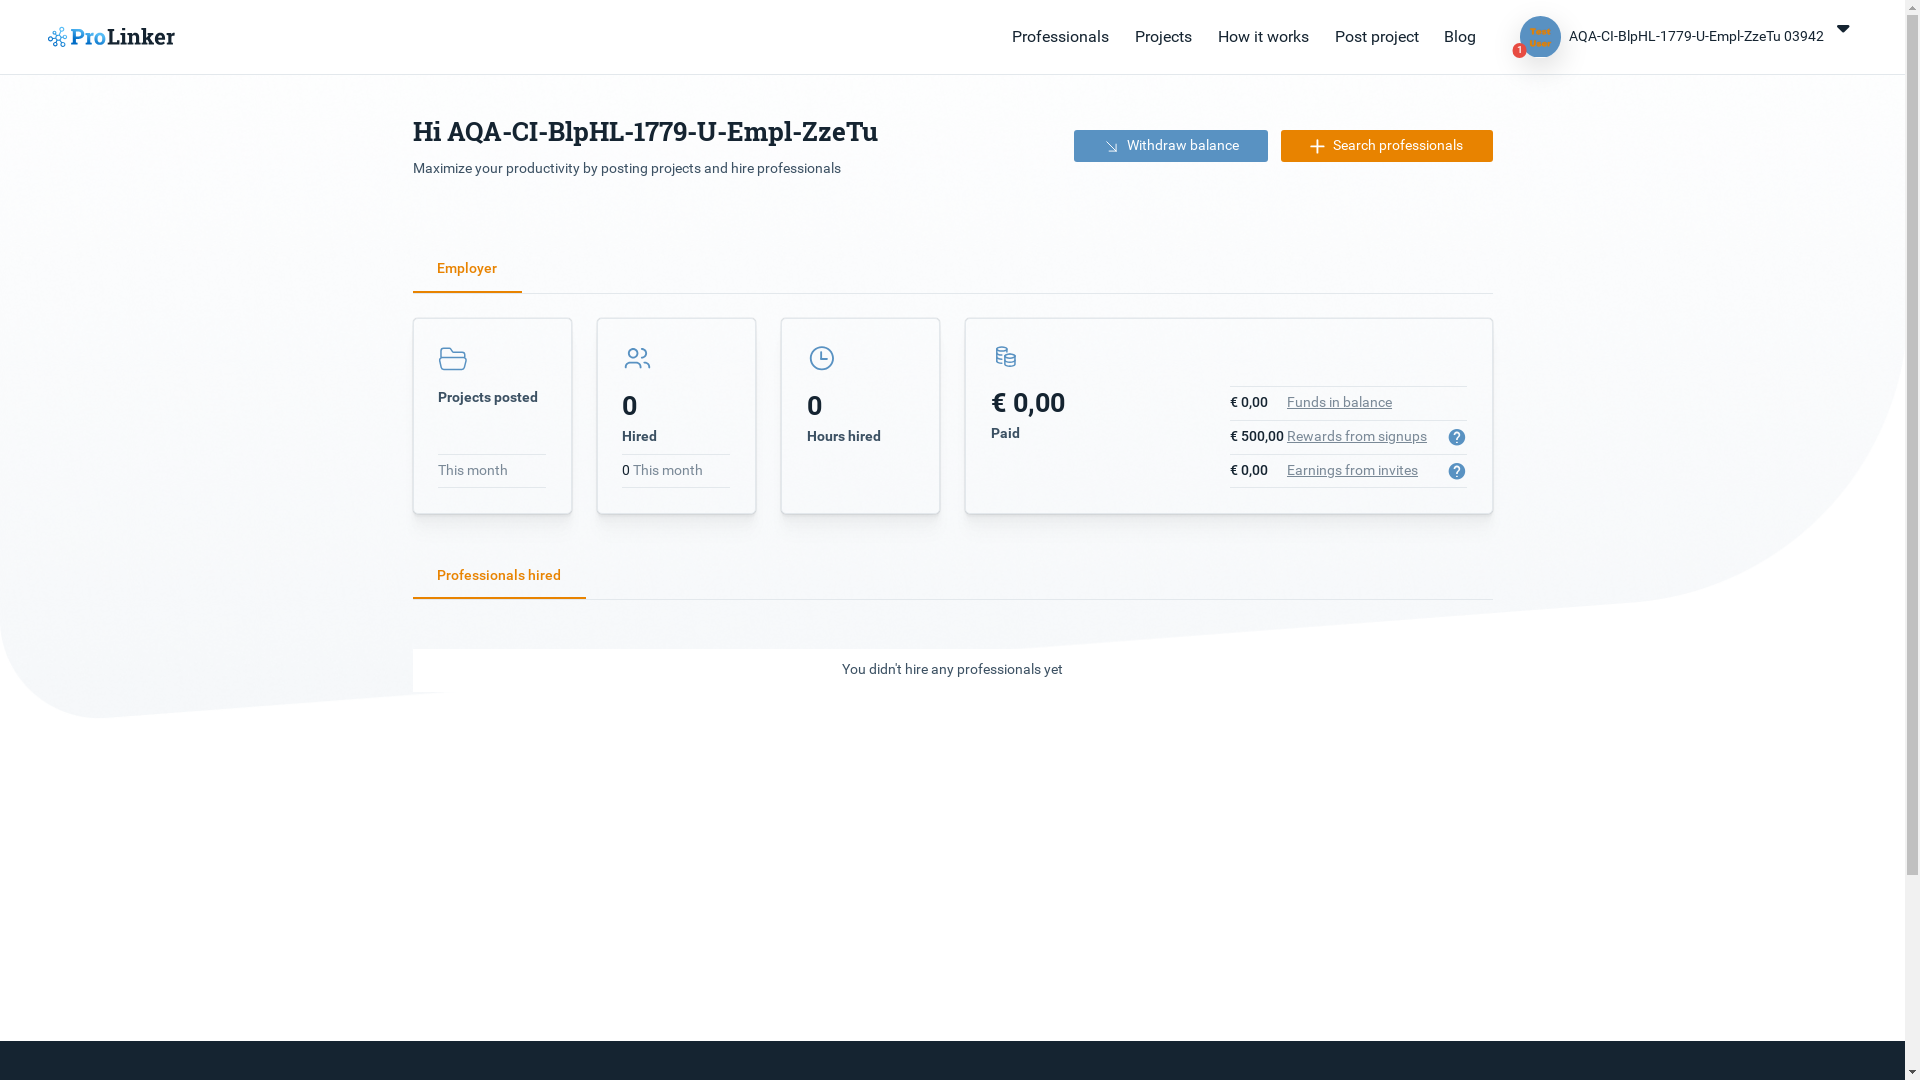 ProLinker
Professionals Projects How it works Post project Blog
Test
User
1
AQA-CI-BlpHL-1779-U-Empl-ZzeTu 03942
Hi AQA-CI-BlpHL-1779-U-Empl-ZzeTu
Maximize your productivity by posting projects and hire professionals
Withdraw balance
Search professionals
Employer
Projects posted
This month
0
Hired
0 This month
0
Hours hired
€ 0,00
Paid
€ 0,00 Funds in balance
€ 500,00 Rewards from signups ?
€ 0,00 Earnings from invites ?
Professionals hired
You didn't hire any professionals yet